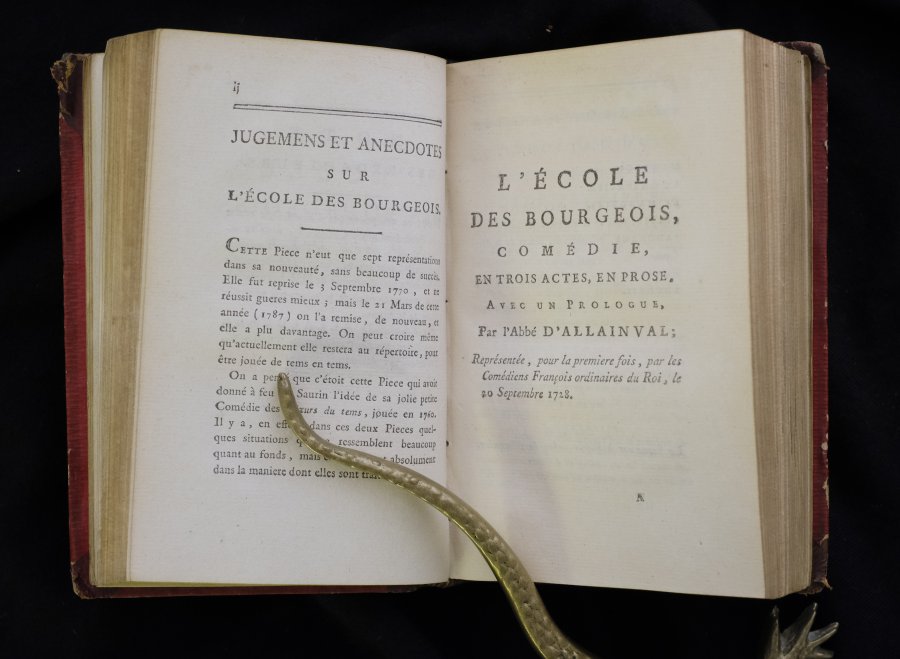 ij
JUGEMENS ET ANECDOTES
SUR
L'ÉCOLE DES BOURGEOIS.
CETTE Piece n'eut que sept représentations
dans sa nouveauté, sans beaucoup de succès.
Elle fut reprise le 3 Septembre 1770, et ne
réussit gueres mieux; mais le 21 Mars de cette
année (1787) on l'a remise, de nouveau, et
elle a plu davantage. On peut croire même
qu'actuellement elle restera au répertoire, pour
être jouée de tems en tems.
On a pensé que c'étoit cette Piece qui avoit
donné à feu Saurin l'idée de sa jolie petite
Comédie des Mœurs du tems, jouée en 1760.
Il y a, en effet, dans ces deux Pieces quel-
ques situations qui se ressemblent beaucoup
quant au fonds, mais absolument
dans la maniere dont elles sont
L'ÉCOLE
DES BOURGEOIS,
COMÉDIE,
EN TROIS ACTES, EN PROSE.
AVEC UN PROLOGUE,
Par l'Abbé D'ALLAINVAL;
Représentée, pour la premiere fois, par les
Comédiens François ordinaires du Roi, le
20 Septembre 1728.
A